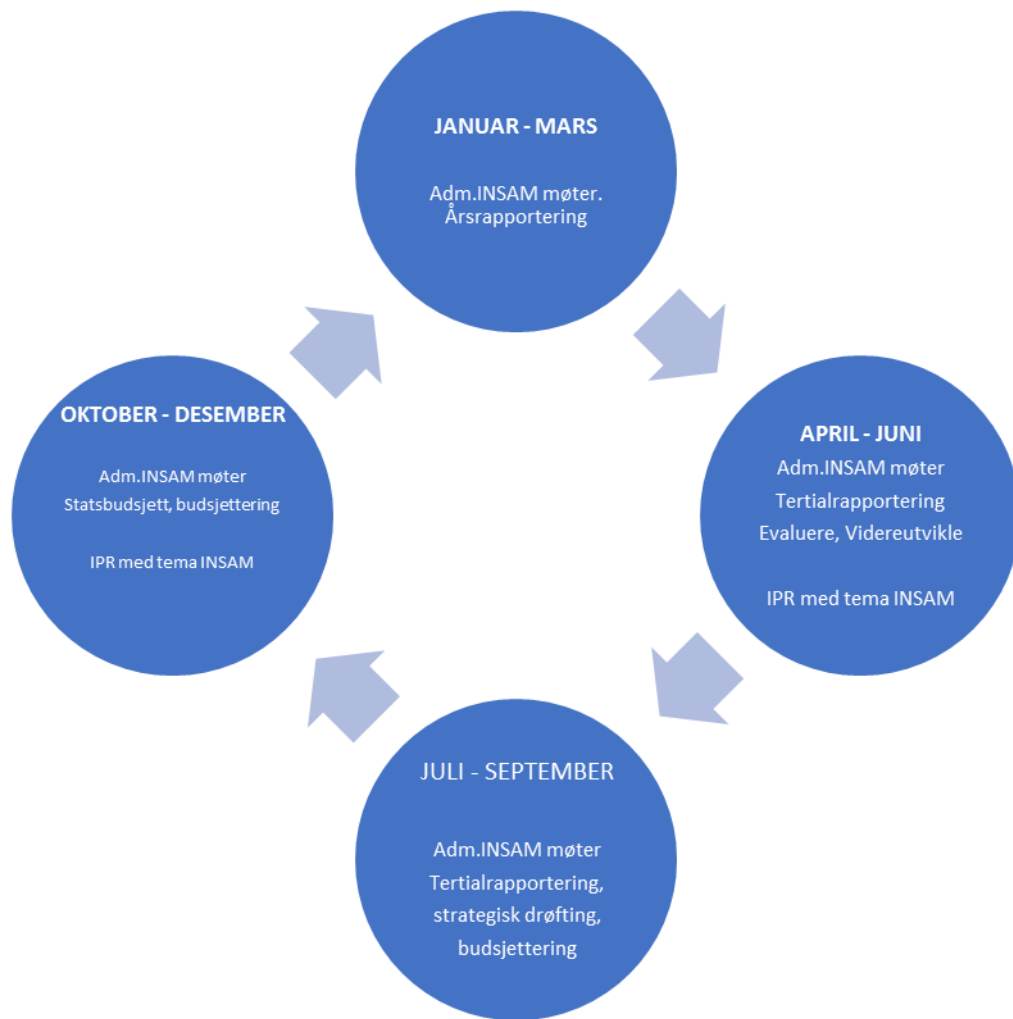 JANUAR - MARS
Adm.INSAM møter.
Årsrapportering
APRIL - JUNI
Adm.INSAM møter
Tertialrapportering
Evaluere, Videreutvikle
IPR med tema INSAM
JULI - SEPTEMBER
Adm.INSAM møter
Tertialrapportering,
strategisk drøfting,
budsjettering
OKTOBER - DESEMBER
Adm.INSAM møter
Statsbudsjett, budsjettering
IPR med tema INSAM